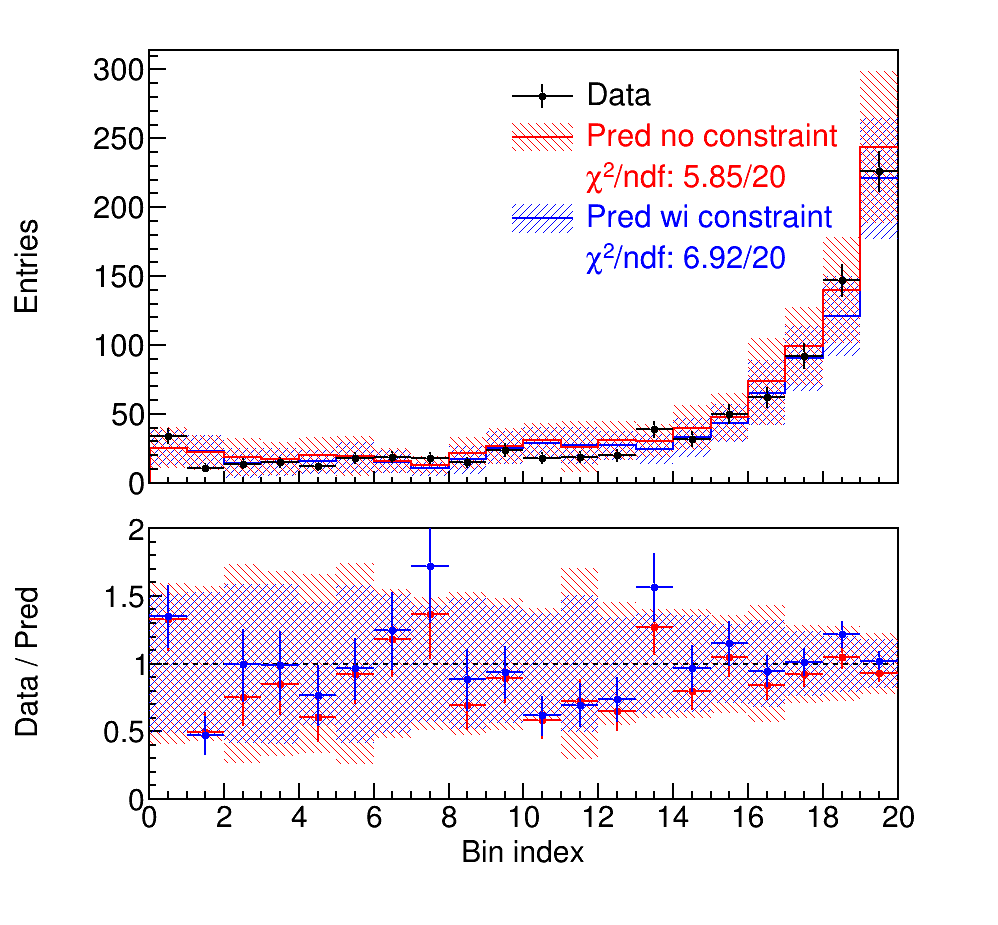 Entries
300
250
200
150
100
50
0
Data
Pred no constraint
χ²/ndf: 5.85/20
Pred wi constraint
χ²/ndf: 6.92/20
Data / Pred
2
1.5
1
0.5
0
0 2 4 6 8 10 12 14 16 18 20
Bin index